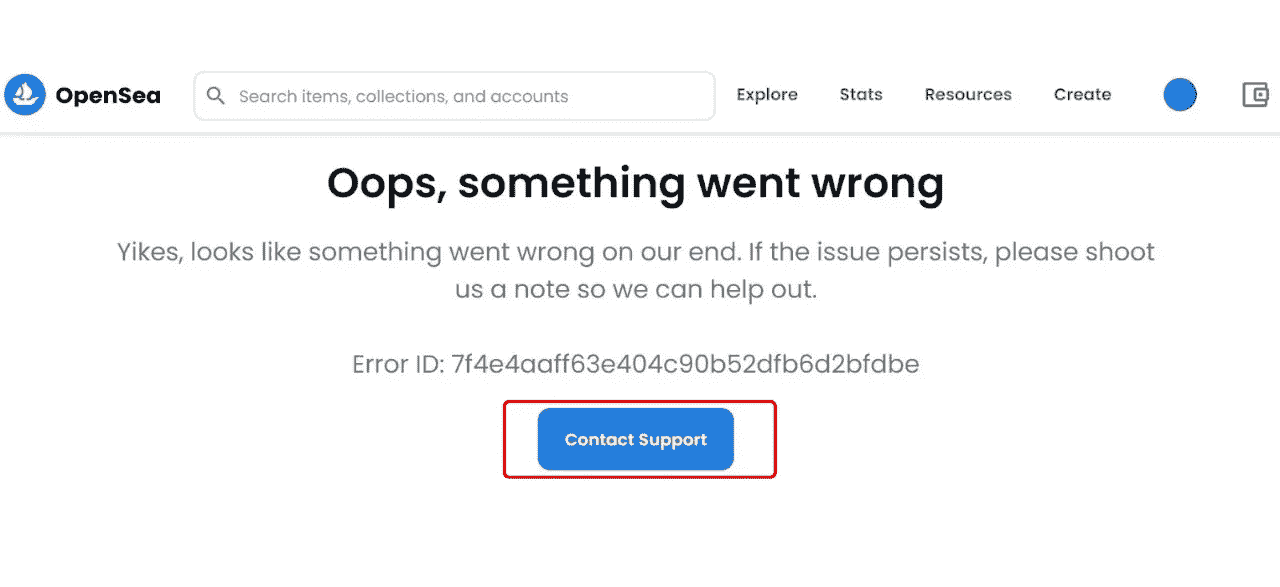 OpenSea
Search items, collections, and accounts
Explore
Stats
Resources
Create
Oops, something went wrong
Yikes, looks like something went wrong on our end. If the issue persists, please shoot
us a note so we can help out.
Error ID: 7f4e4aaff63e404c90b52dfb6d2bfdbe
Contact Support